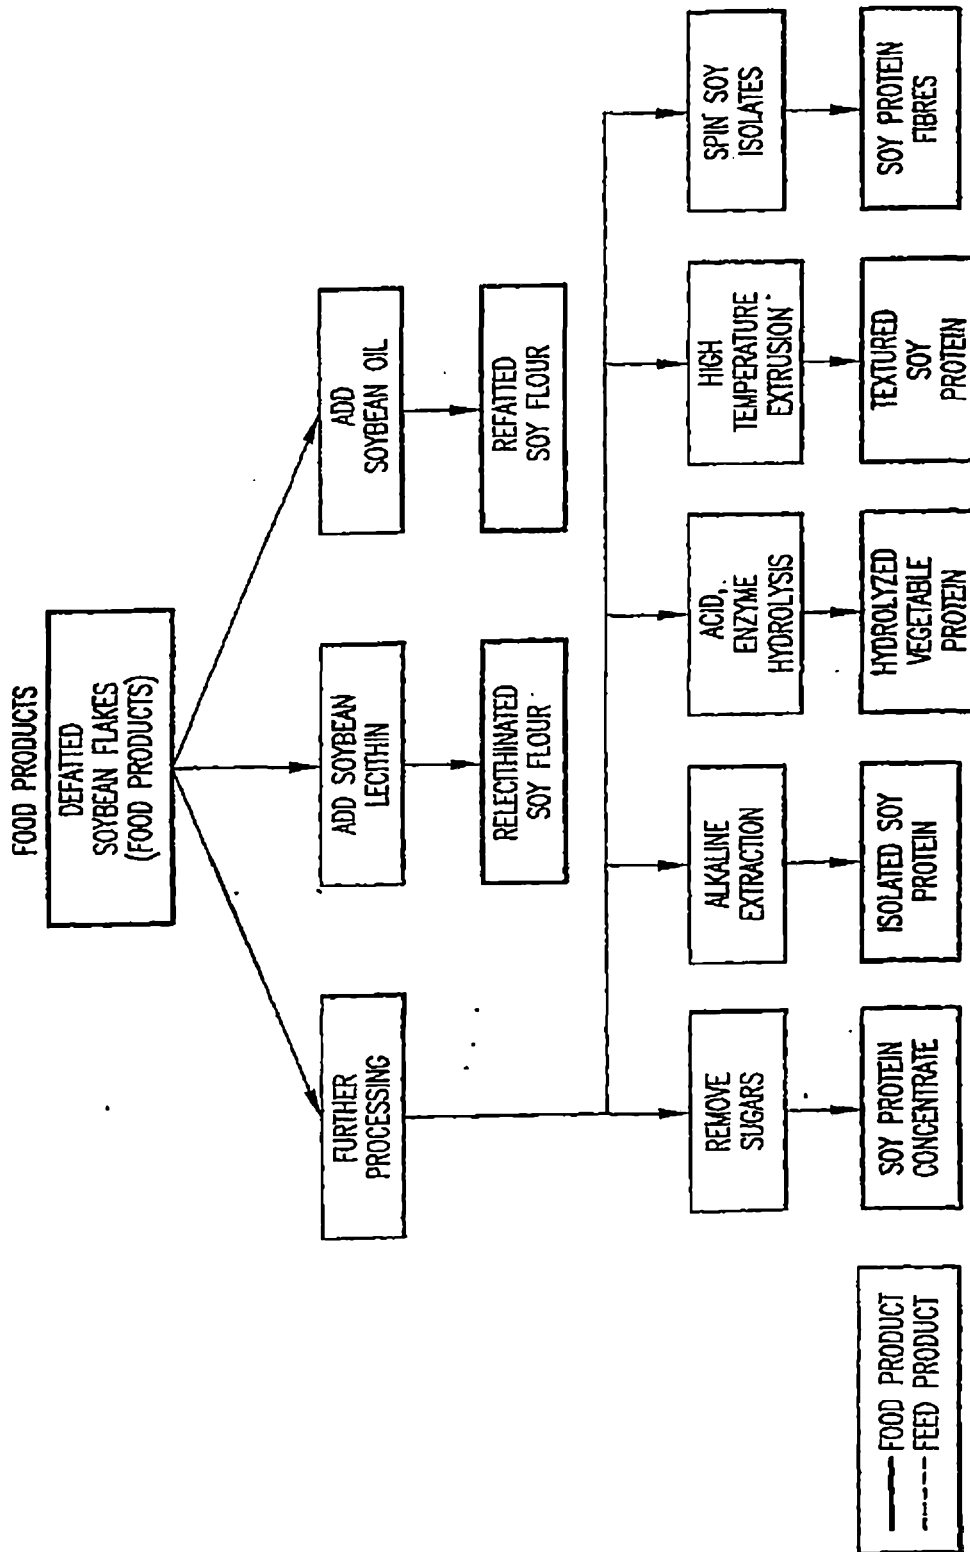 FOOD PRODUCTS
DEFATTED
SOYBEAN FLAKES
(FOOD PRODUCTS)
FURTHER
PROCESSING
ADD SOYBEAN
LECITHIN
ADD
SOYBEAN OIL
RELECITHINATED
SOY FLOUR
REFATTED
SOY FLOUR
REMOVE
SUGARS
ALKALINE
EXTRACTION
ACID,
ENZYME
HYDROLYSIS
HIGH
TEMPERATURE
EXTRUSION
SPIN SOY
ISOLATES
SOY PROTEIN
CONCENTRATE
ISOLATED SOY
PROTEIN
HYDROLYZED
VEGETABLE
PROTEIN
TEXTURED
SOY
PROTEIN
SOY PROTEIN
FIBRES
FOOD PRODUCT
FEED PRODUCT